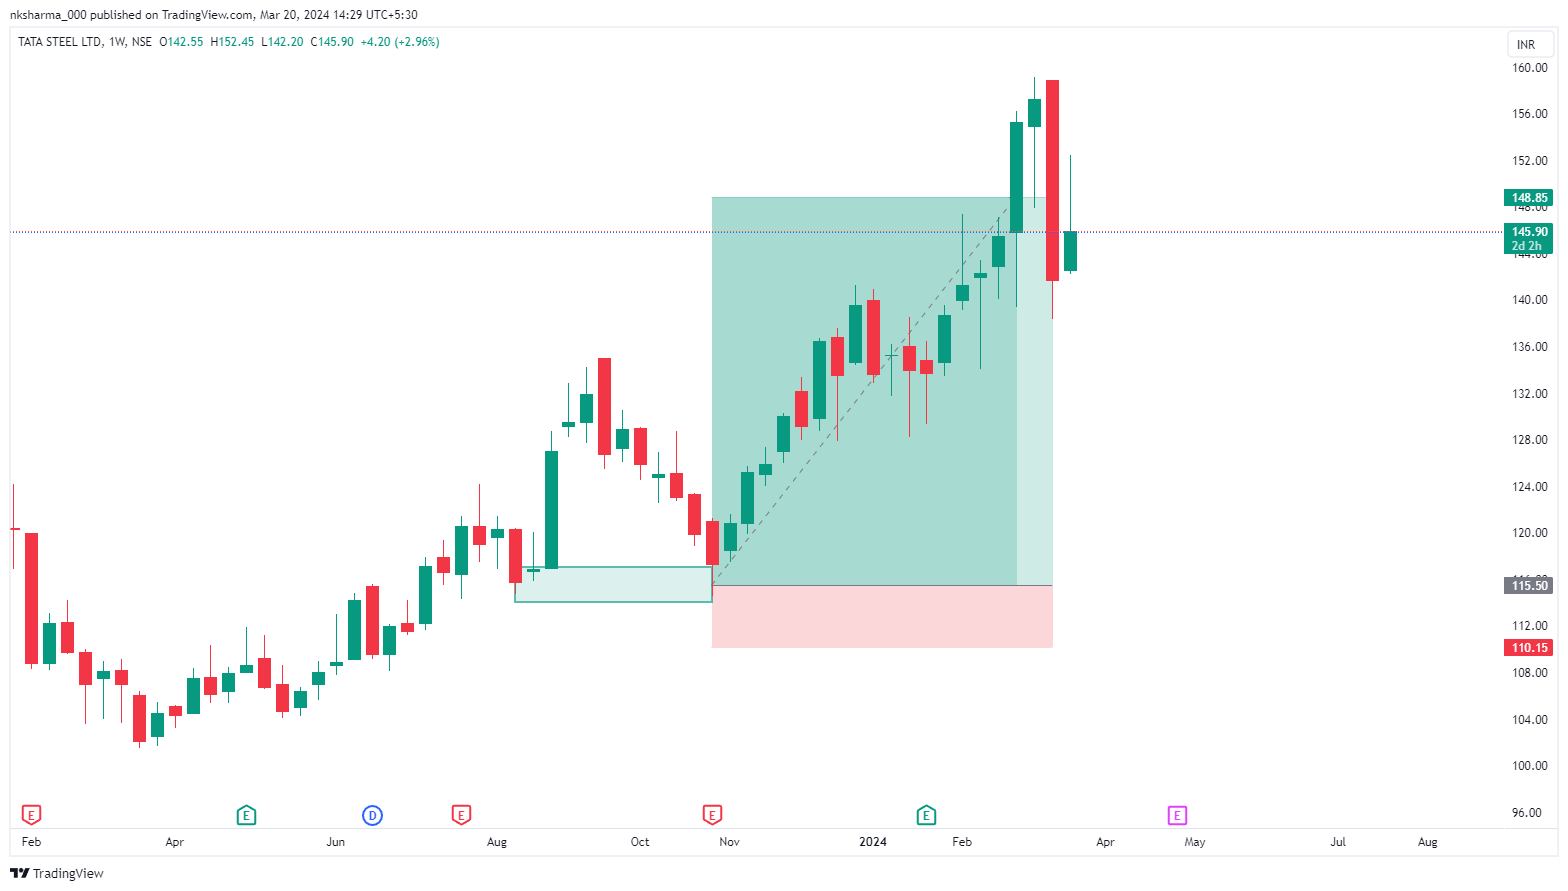 nksharma_000 published on TradingView.com, Mar 20, 2024 14:29 UTC+5:30
TATA STEEL LTD, 1W, NSE O142.55 H152.45 L142.20 C145.90 +4.20 (+2.96%)
INR
160.00
156.00
152.00
148.85
148.00
145.90
2d 2h
144.00
140.00
136.00
132.00
128.00
124.00
120.00
115.50
112.00
110.15
108.00
104.00
100.00
96.00
E E D E E E E
Feb Apr Jun Aug Oct Nov 2024 Feb Apr May Jul Aug
TradingView